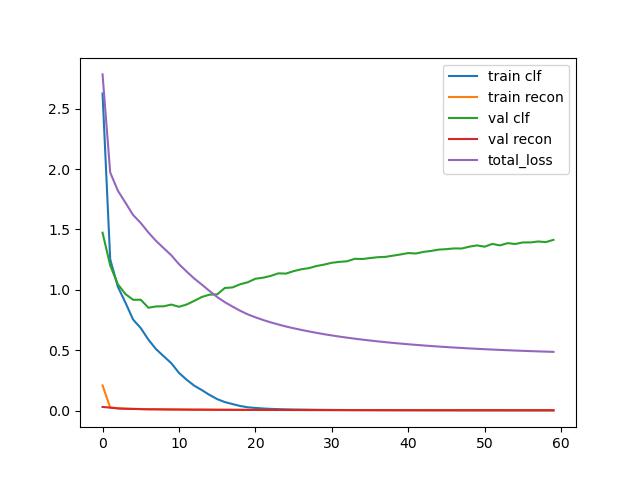 train clf
train recon
val clf
val recon
total_loss
2.5
2.0
1.5
1.0
0.5
0.0
0 10 20 30 40 50 60